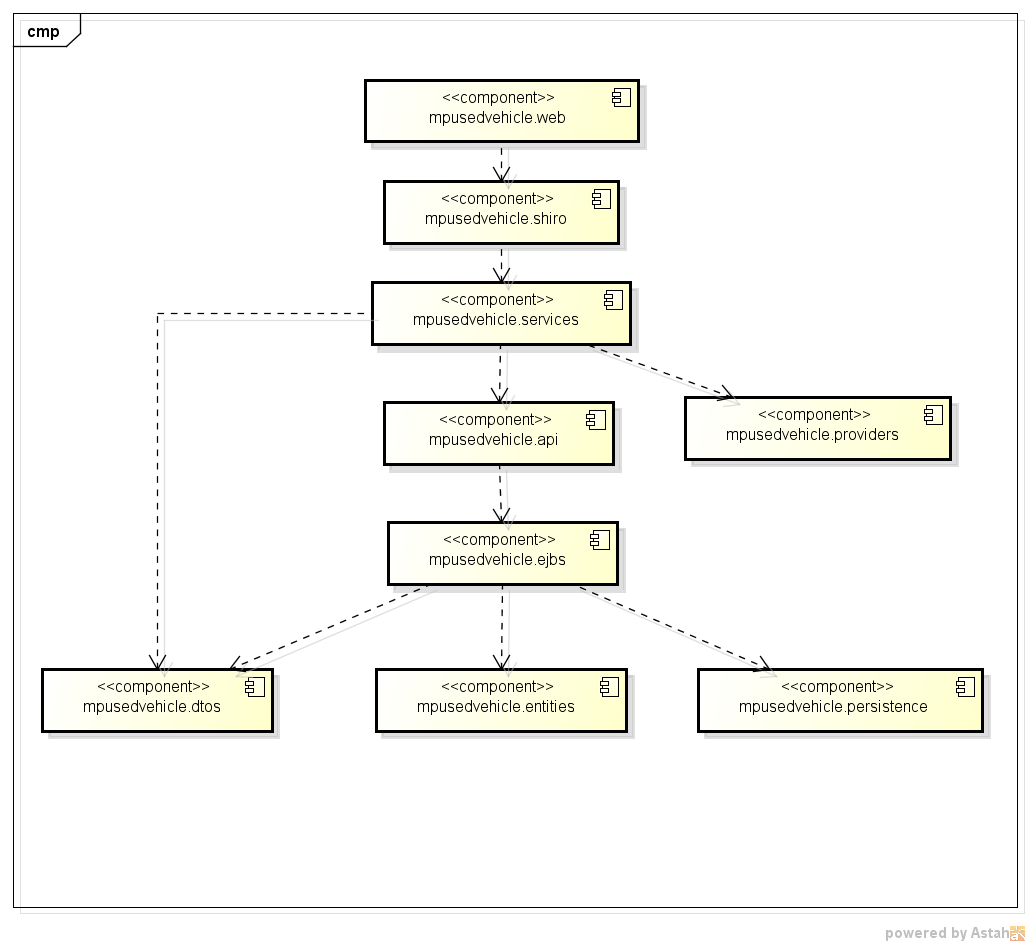 cmp
<<component>>
mpusedvehicle.web
<<component>>
mpusedvehicle.shiro
<<component>>
mpusedvehicle.services
<<component>>
mpusedvehicle.api
<<component>>
mpusedvehicle.providers
<<component>>
mpusedvehicle.ejbs
<<component>>
mpusedvehicle.dtos
<<component>>
mpusedvehicle.entities
<<component>>
mpusedvehicle.persistence
powered by Astah